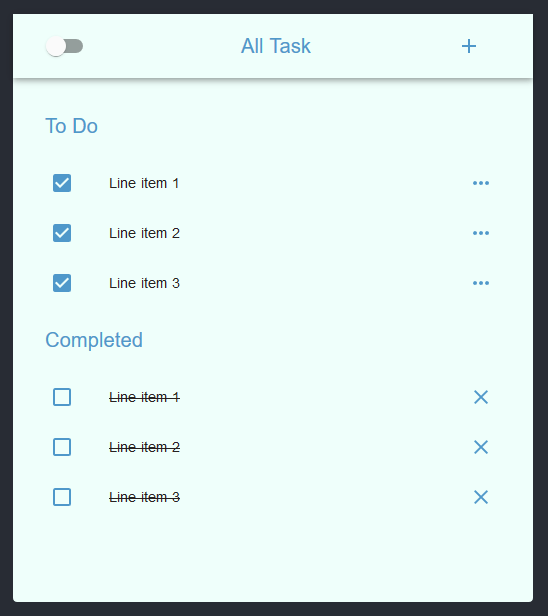 All Task
To Do
Line item 1
Line item 2
Line item 3
Completed
Line item 1
Line item 2
Line item 3